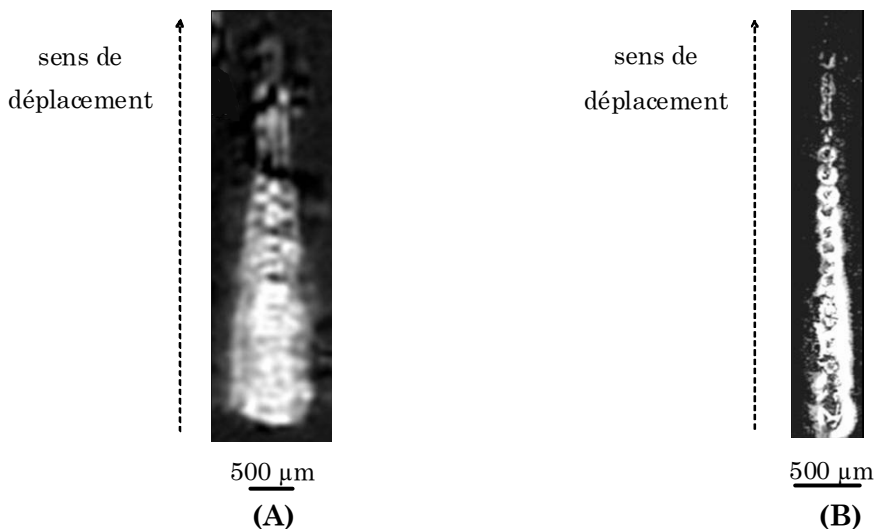 sens de
déplacement
500 µm
(A)
sens de
déplacement
500 µm
(B)